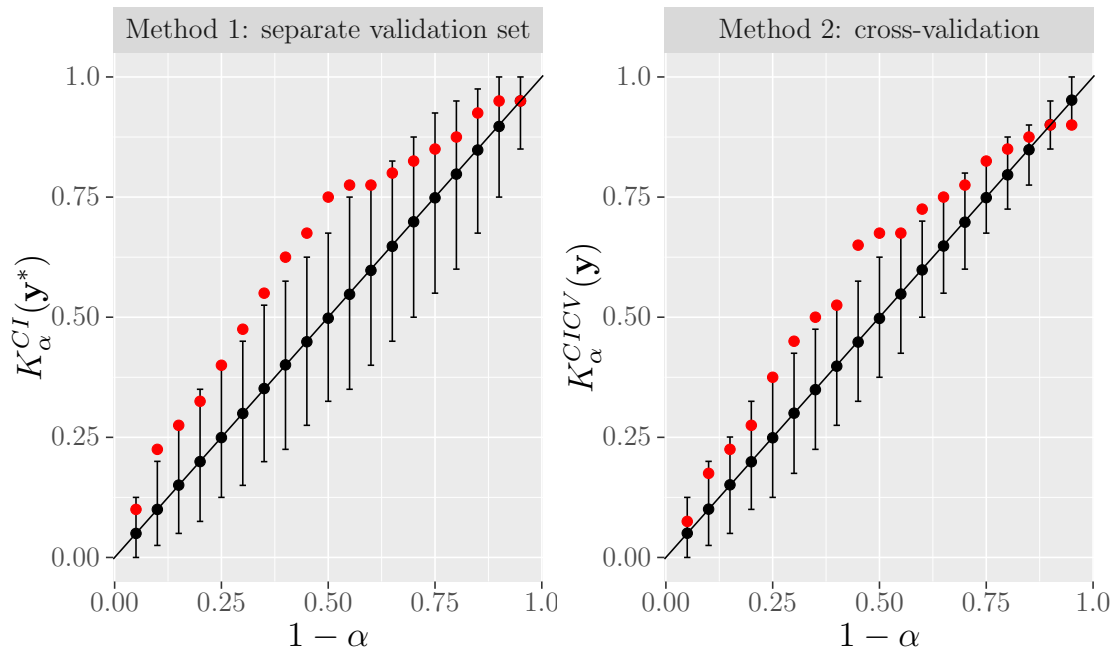 Method 1: separate validation set
1.0
0.75
0.50
0.25
0.00
K_α^{CI}(y*)
0.00 0.25 0.50 0.75 1.0
1 − α
Method 2: cross-validation
1.0
0.75
0.50
0.25
0.00
K_α^{CICV}(y)
0.00 0.25 0.50 0.75 1.0
1 − α